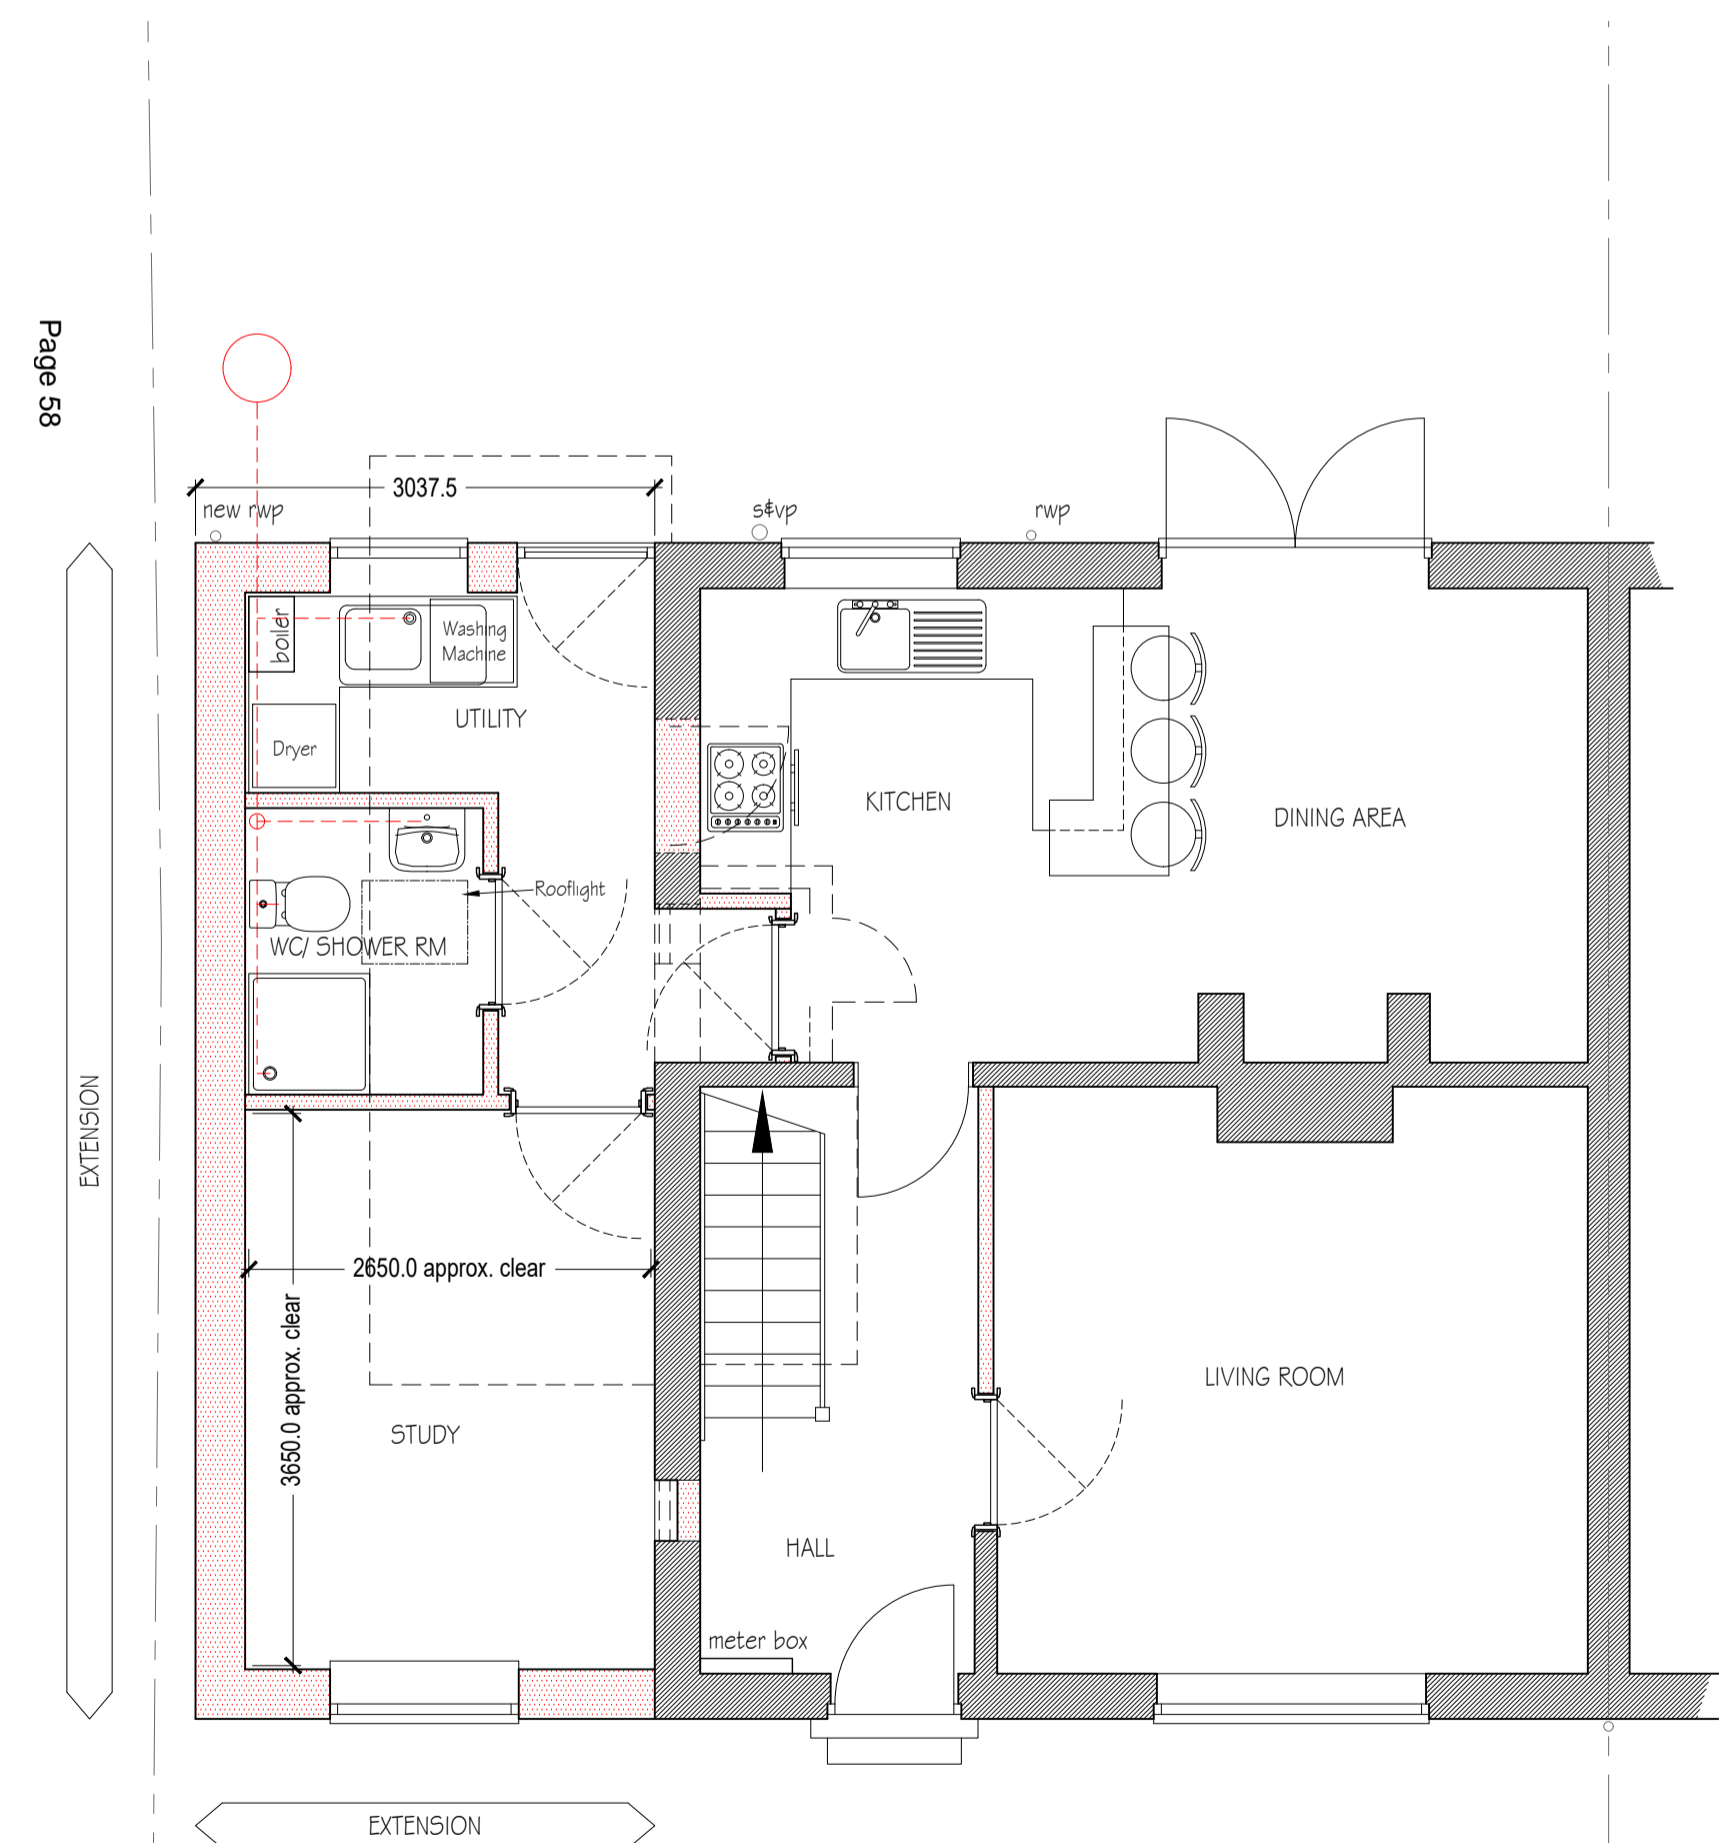 Page 58
3037.5
new rwp
s&vp
rwp
boiler
Washing
Machine
UTILITY
Dryer
KITCHEN
DINING AREA
Rooflight
WC/ SHOWER RM
EXTENSION
2650.0 approx. clear
3650.0 approx. clear
LIVING ROOM
STUDY
HALL
meter box
EXTENSION